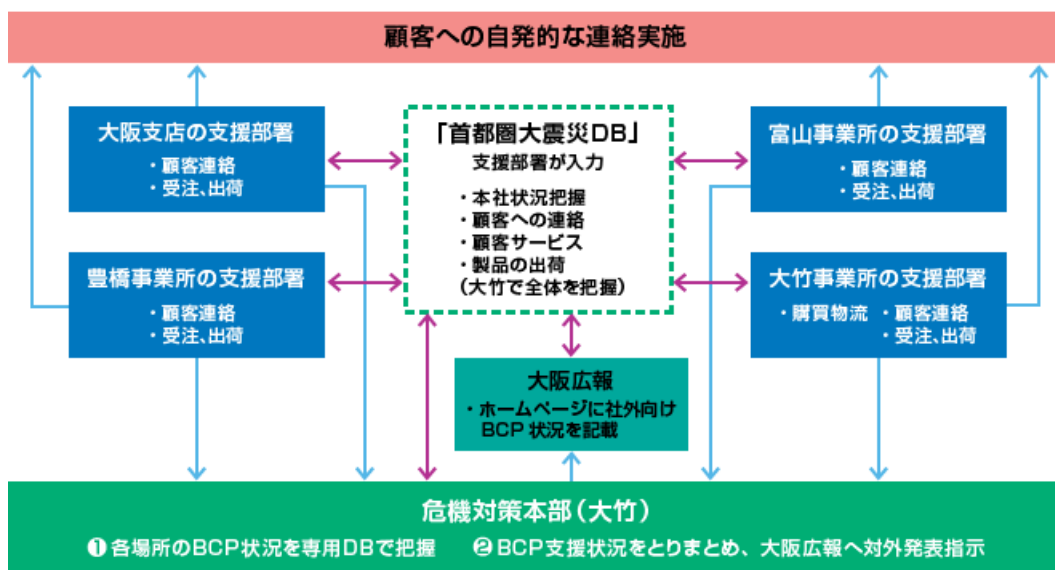 顧客への自発的な連絡実施
大阪支店の支援部署
・顧客連絡
・受注、出荷
「首都圏大震災DB」
支援部署が入力
・本社状況把握
・顧客への連絡
・顧客サービス
・製品の出荷
(大竹で全体を把握)
富山事業所の支援部署
・顧客連絡
・受注、出荷
豊橋事業所の支援部署
・顧客連絡
・受注、出荷
大竹事業所の支援部署
・購買物流 ・顧客連絡
・受注、出荷
大阪広報
・ホームページに社外向け
BCP 状況を記載
危機対策本部(大竹)
❶各場所のBCP状況を専用DBで把握 ❷BCP支援状況をとりまとめ、大阪広報へ対外発表指示